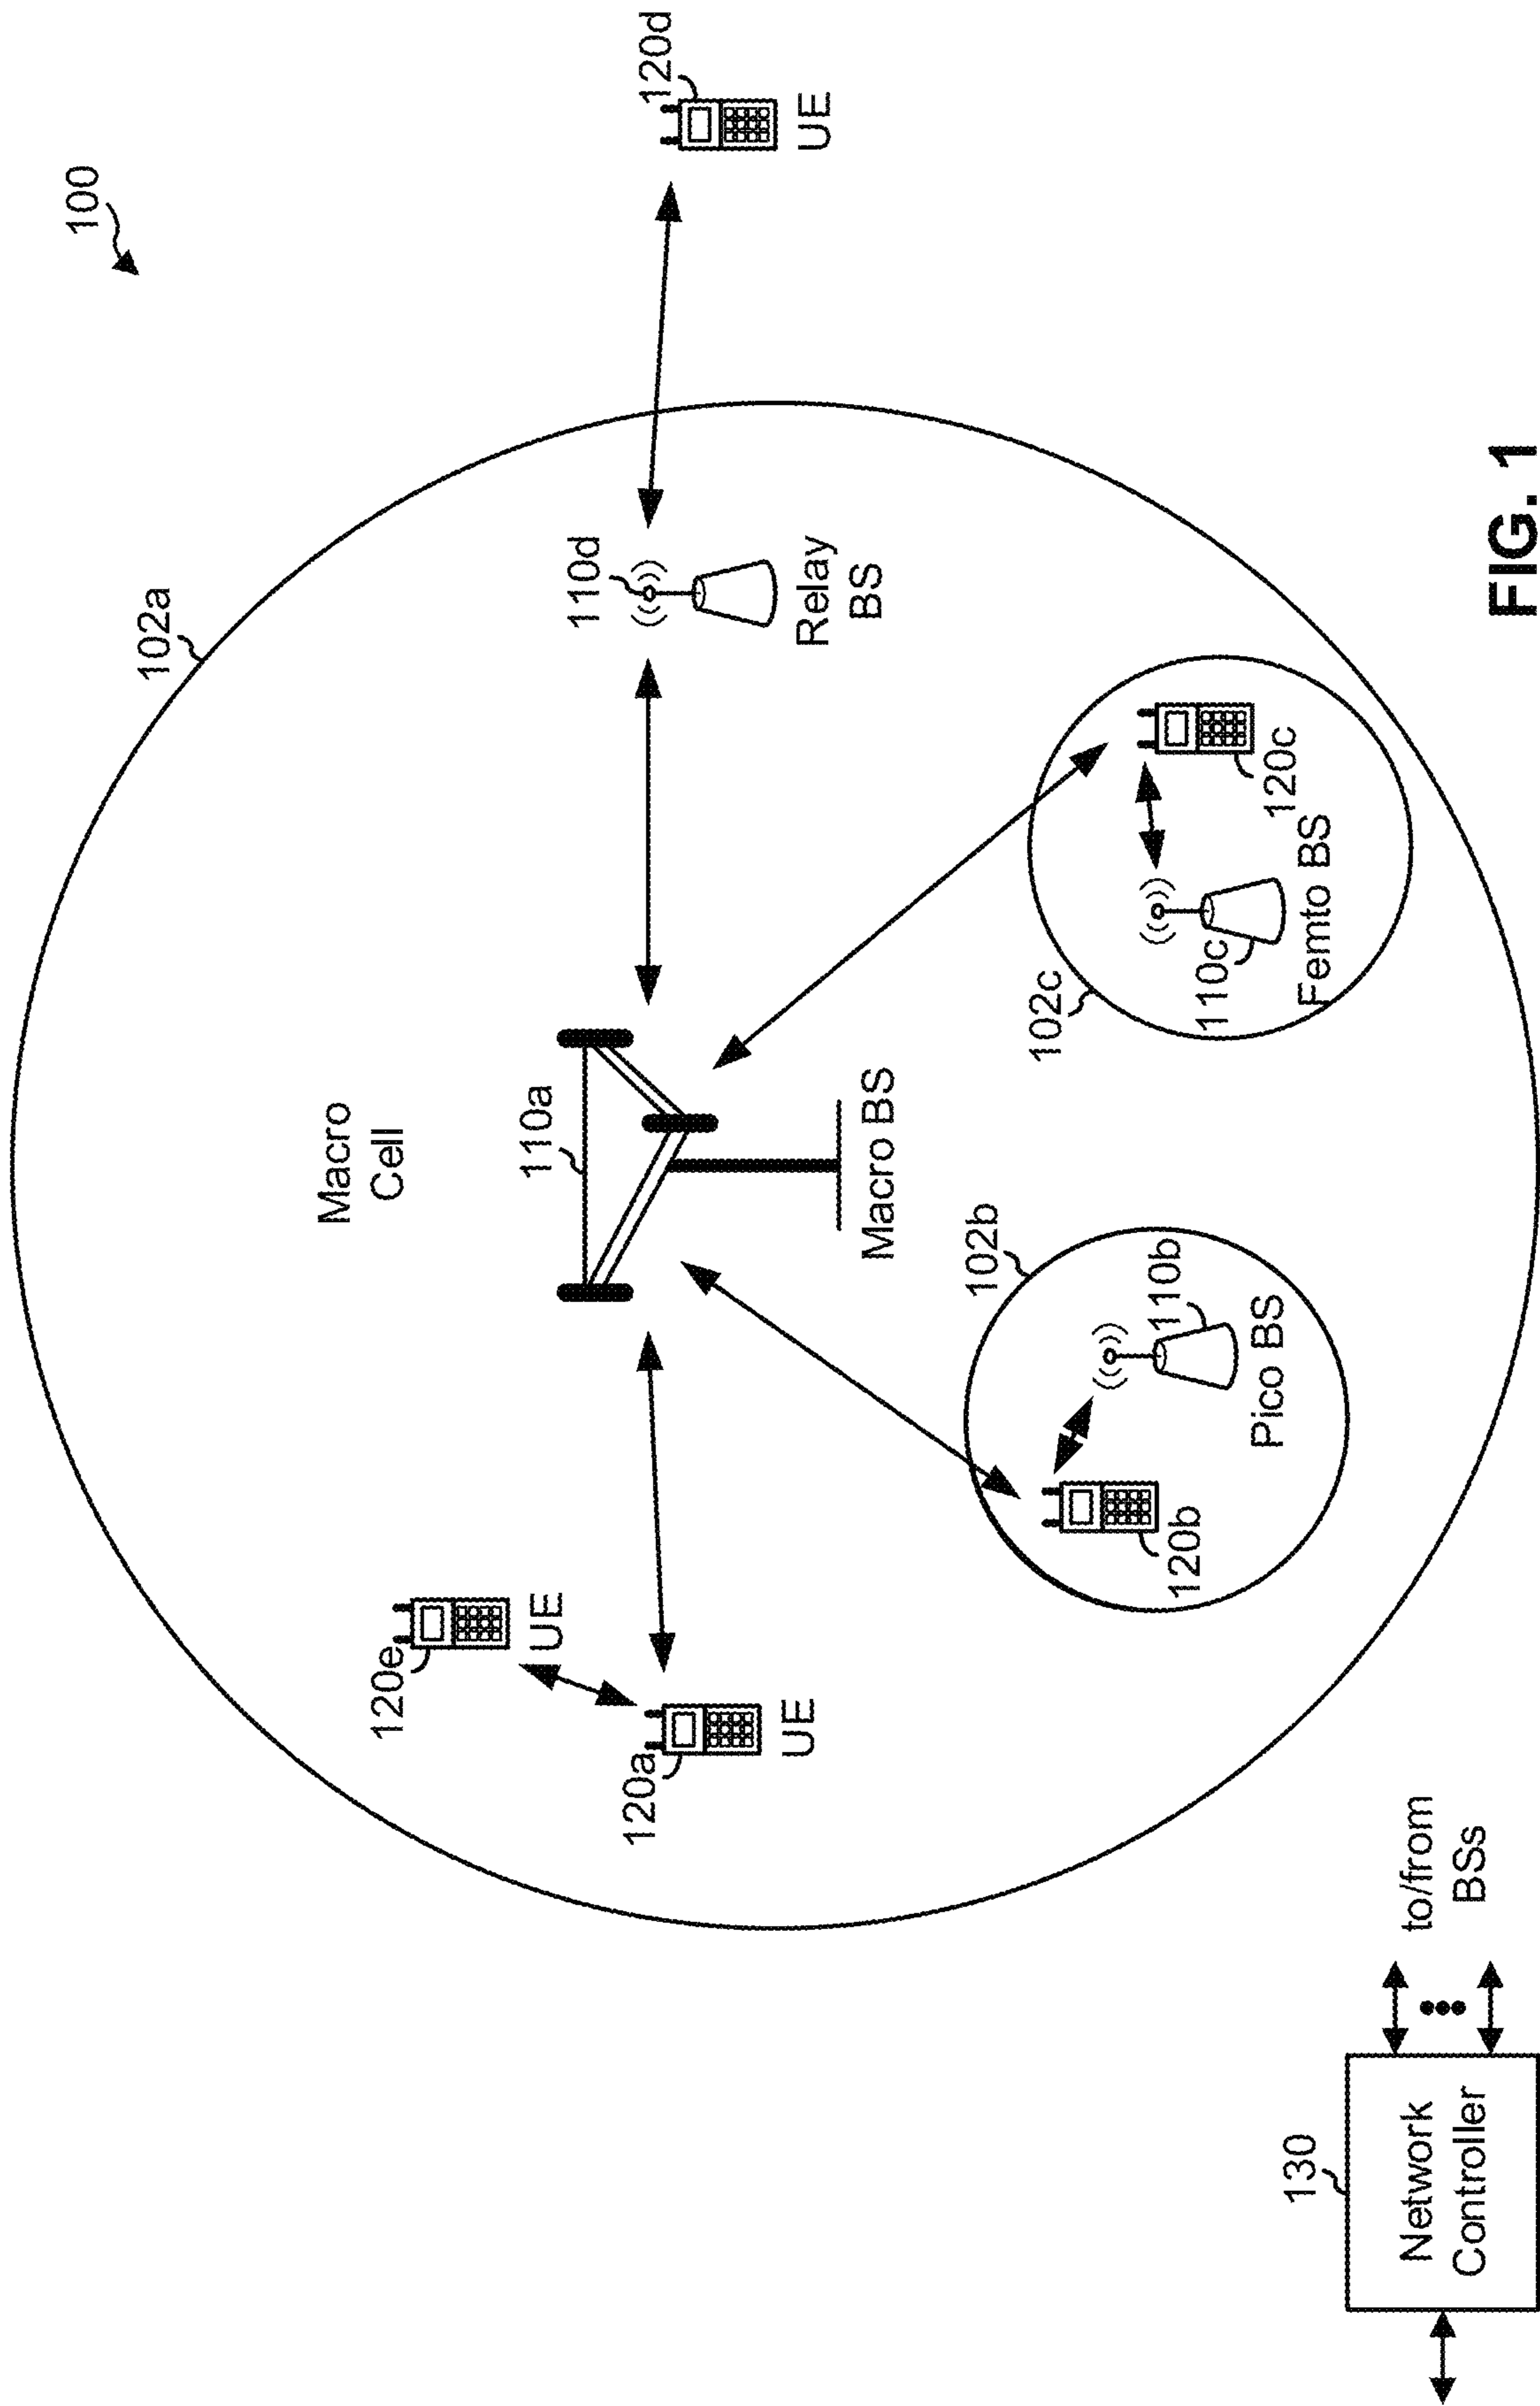 100
102a
Macro
Cell
110a
Macro BS
110d
Relay
BS
120d
UE
120e
UE
120a
UE
102b
110b
Pico BS
120b
102c
110c
Femto BS
120c
130
Network
Controller
to/from
BSs
FIG. 1